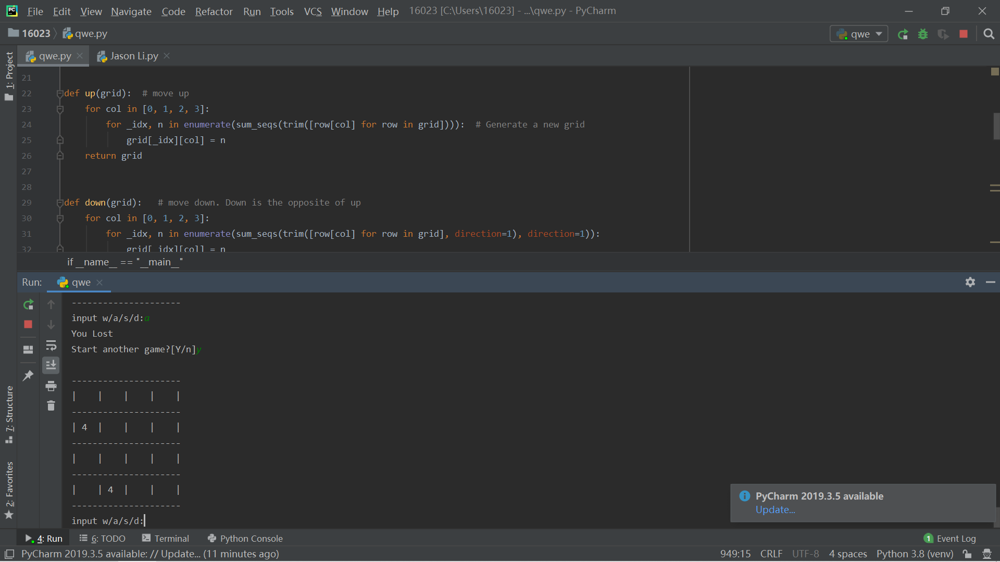 File Edit View Navigate Code Refactor Run Tools VCS Window Help 16023 [C:\Users\16023] - ...\qwe.py - PyCharm
16023 qwe.py qwe
qwe.py Jason Li.py
1: Project
21
22 def up(grid):  # move up
23 for col in [0, 1, 2, 3]:
24 for _idx, n in enumerate(sum_seqs(trim([row[col] for row in grid]))):  # Generate a new grid
25 grid[_idx][col] = n
26 return grid
27
28
29 def down(grid):   # move down. Down is the opposite of up
30 for col in [0, 1, 2, 3]:
31 for _idx, n in enumerate(sum_seqs(trim([row[col] for row in grid], direction=1), direction=1)):
32 grid[_idx][col] = n
if __name__ == "__main__"
Run: qwe
---------------------
input w/a/s/d:a
You Lost
Start another game?[Y/n]y
---------------------
|    |    |    |    |
---------------------
| 4  |    |    |    |
---------------------
|    |    |    |    |
---------------------
|    | 4  |    |    |
---------------------
input w/a/s/d:
7: Structure
2: Favorites
PyCharm 2019.3.5 available
Update...
4: Run 6: TODO Terminal Python Console 1 Event Log
PyCharm 2019.3.5 available: // Update... (11 minutes ago) 949:15 CRLF UTF-8 4 spaces Python 3.8 (venv)